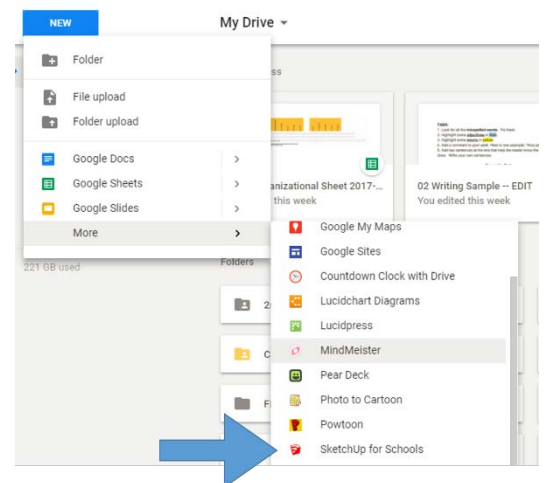 NEW
My Drive
Folder
ss
File upload
Folder upload
Google Docs
Google Sheets
anizational Sheet 2017-...
02 Writing Sample -- EDIT
Google Slides
this week
You edited this week
More
Google My Maps
221 GB used
Folders
Google Sites
Countdown Clock with Drive
Lucidchart Diagrams
Lucidpress
MindMeister
Pear Deck
Photo to Cartoon
Powtoon
SketchUp for Schools